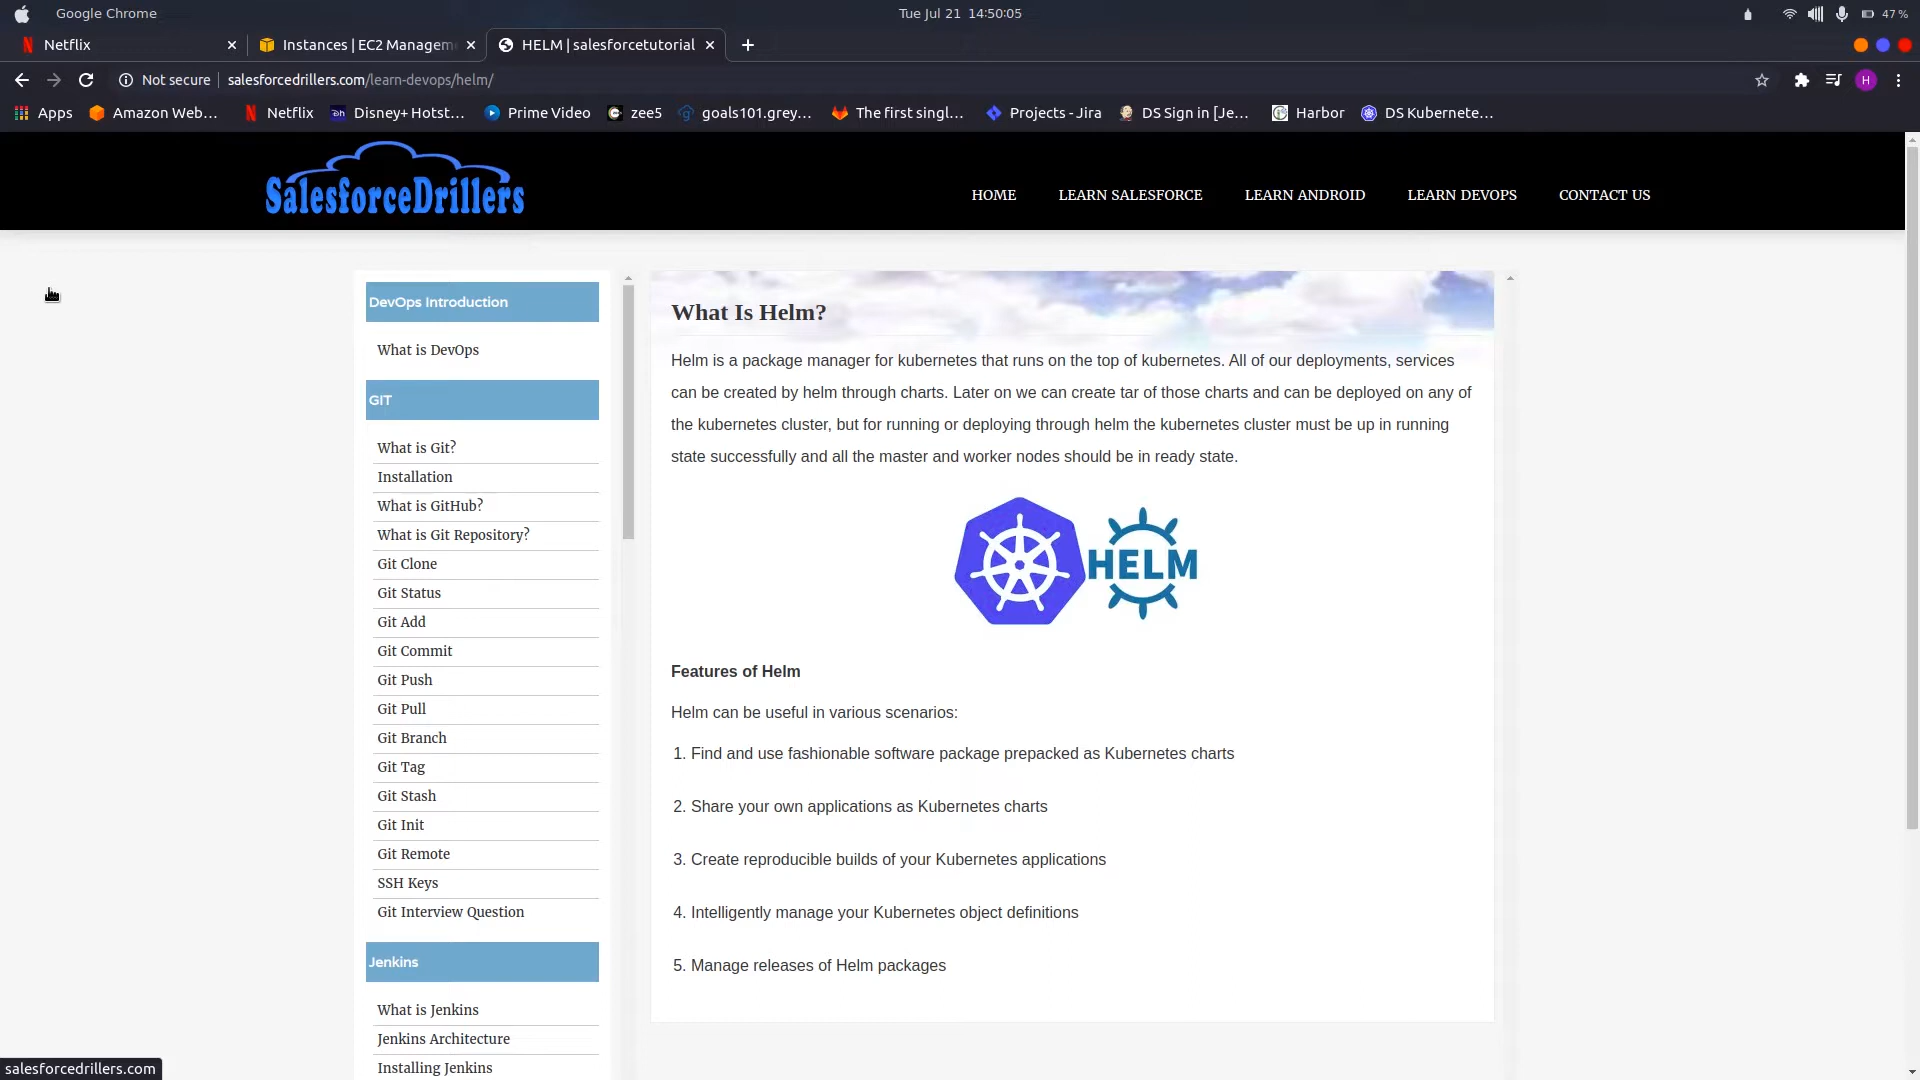 Google Chrome
Tue Jul 21 14:50:05
47 %
Netflix
Instances | EC2 Managem
HELM | salesforcetutorial
Not secure
salesforcedrillers.com/learn-devops/helm/
H
Apps
Amazon Web...
Netflix
Disney+ Hotst...
Prime Video
zee5
goals101.grey...
The first singl...
Projects - Jira
DS Sign in [Je...
Harbor
DS Kubernete...
SalesforceDrillers
HOME
LEARN SALESFORCE
LEARN ANDROID
LEARN DEVOPS
CONTACT US
DevOps Introduction
What is DevOps
GIT
What is Git?
Installation
What is GitHub?
What is Git Repository?
Git Clone
Git Status
Git Add
Git Commit
Git Push
Git Pull
Git Branch
Git Tag
Git Stash
Git Init
Git Remote
SSH Keys
Git Interview Question
Jenkins
What is Jenkins
Jenkins Architecture
Installing Jenkins
What Is Helm?
Helm is a package manager for kubernetes that runs on the top of kubernetes. All of our deployments, services
can be created by helm through charts. Later on we can create tar of those charts and can be deployed on any of
the kubernetes cluster, but for running or deploying through helm the kubernetes cluster must be up in running
state successfully and all the master and worker nodes should be in ready state.
HELM
Features of Helm
Helm can be useful in various scenarios:
1. Find and use fashionable software package prepacked as Kubernetes charts
2. Share your own applications as Kubernetes charts
3. Create reproducible builds of your Kubernetes applications
4. Intelligently manage your Kubernetes object definitions
5. Manage releases of Helm packages
salesforcedrillers.com